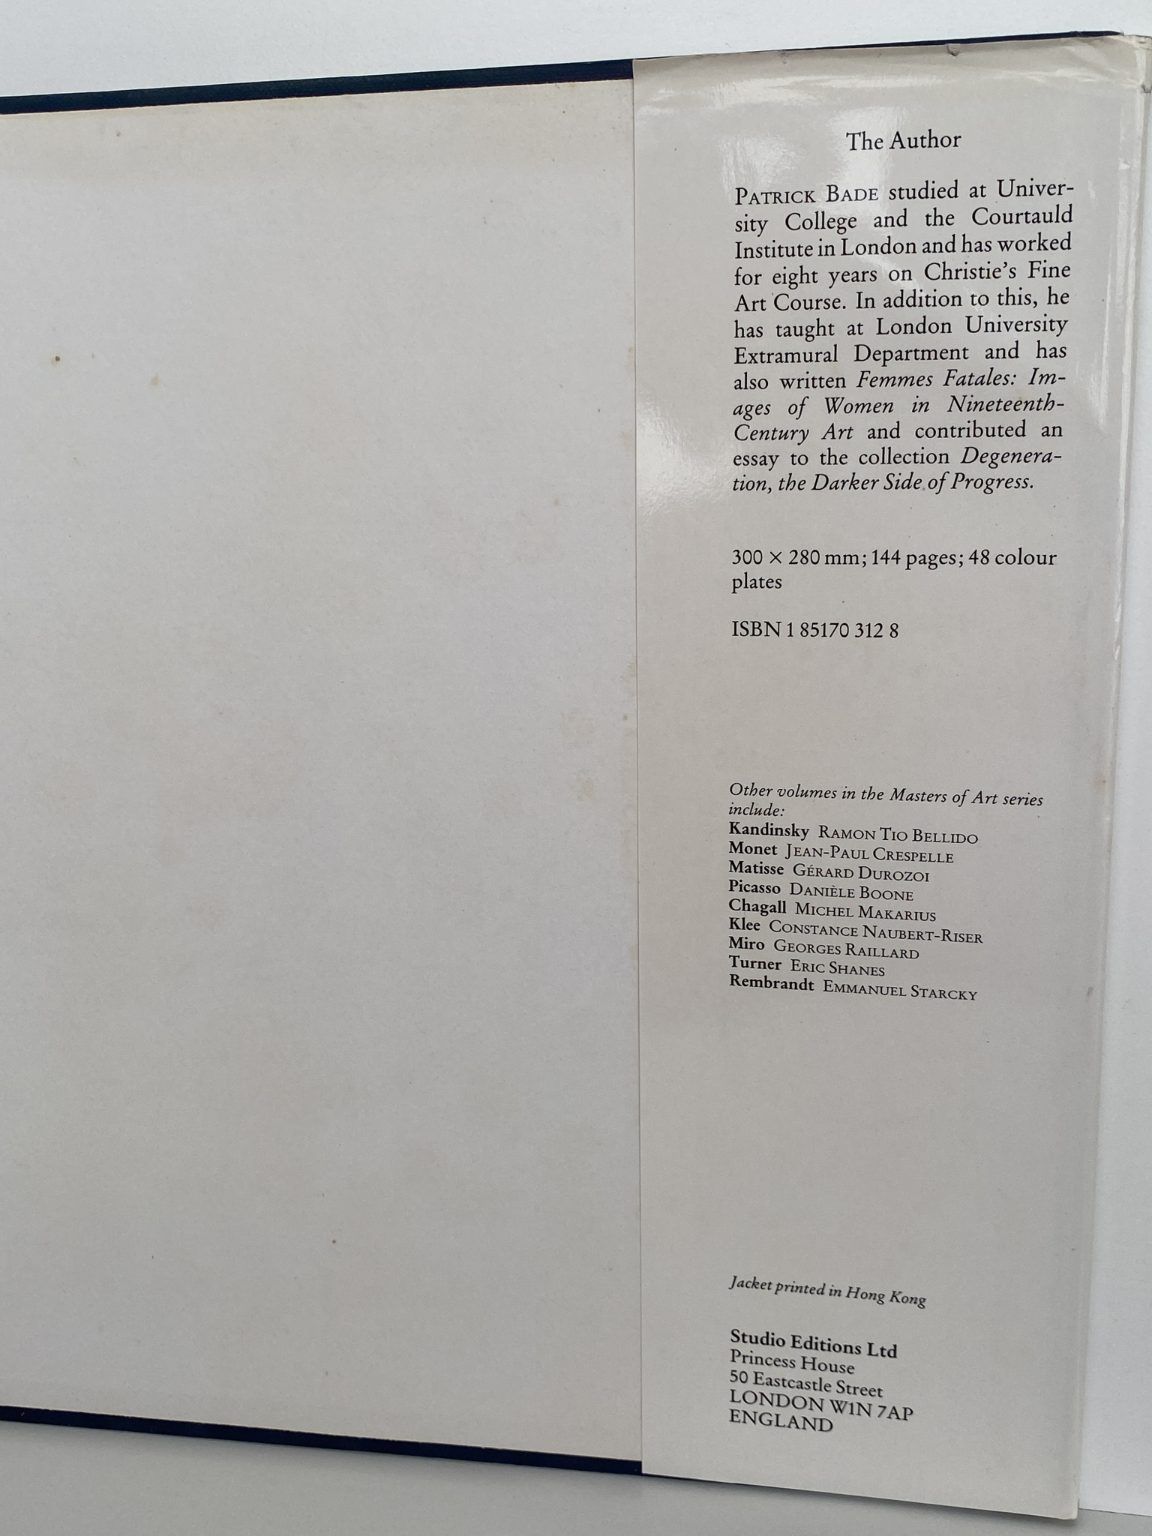 The Author
PATRICK BADE studied at Univer-
sity College and the Courtauld
Institute in London and has worked
for eight years on Christie's Fine
Art Course. In addition to this, he
has taught at London University
Extramural Department and has
also written Femmes Fatales: Im-
ages of Women in Nineteenth-
Century Art and contributed an
essay to the collection Degenera-
tion, the Darker Side of Progress.
300 × 280 mm; 144 pages; 48 colour
plates
ISBN 1 85170 312 8
Other volumes in the Masters of Art series
include:
Kandinsky RAMON TIO BELLIDO
Monet JEAN-PAUL CRESPELLE
Matisse GÉRARD DUROZOI
Picasso DANIÈLE BOONE
Chagall MICHEL MAKARIUS
Klee CONSTANCE NAUBERT-RISER
Miro GEORGES RAILLARD
Turner ERIC SHANES
Rembrandt EMMANUEL STARCKY
Jacket printed in Hong Kong
Studio Editions Ltd
Princess House
50 Eastcastle Street
LONDON W1N 7AP
ENGLAND